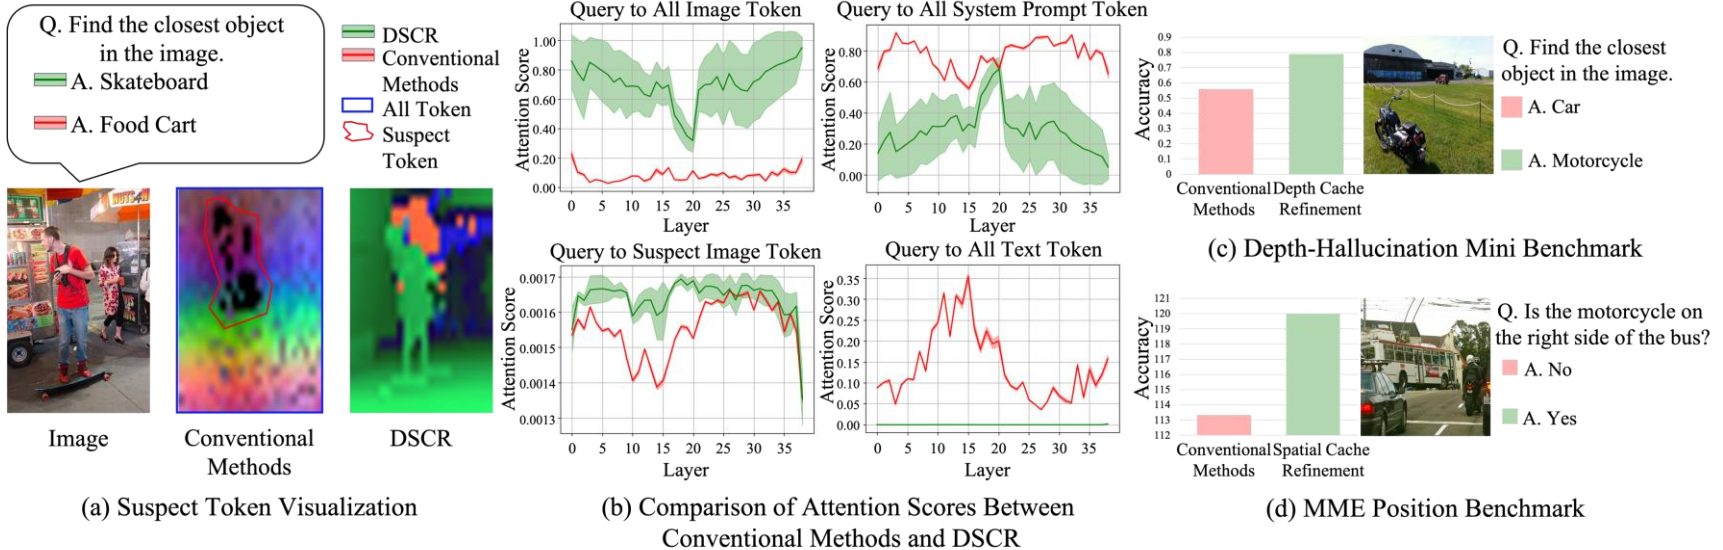 Q. Find the closest object
in the image.
A. Skateboard
A. Food Cart
DSCR
Conventional
Methods
All Token
Suspect
Token
Image
Conventional
Methods
DSCR
(a) Suspect Token Visualization
Query to All Image Token
Attention Score
1.00
0.80
0.60
0.40
0.20
0.00
0 5 10 15 20 25 30 35
Layer
Query to All System Prompt Token
Attention Score
0.80
0.60
0.40
0.20
0.00
0 5 10 15 20 25 30 35
Layer
Query to Suspect Image Token
Attention Score
0.0017
0.0016
0.0015
0.0014
0.0013
0 5 10 15 20 25 30 35
Layer
Query to All Text Token
Attention Score
0.35
0.30
0.25
0.20
0.15
0.10
0.05
0.00
0 5 10 15 20 25 30 35
Layer
(b) Comparison of Attention Scores Between
Conventional Methods and DSCR
Accuracy
0.9
0.8
0.7
0.6
0.5
0.4
0.3
0.2
0.1
0
Conventional
Methods
Depth Cache
Refinement
Q. Find the closest
object in the image.
A. Car
A. Motorcycle
(c) Depth-Hallucination Mini Benchmark
Accuracy
121
120
119
118
117
116
115
114
113
112
Conventional
Methods
Spatial Cache
Refinement
Q. Is the motorcycle on
the right side of the bus?
A. No
A. Yes
(d) MME Position Benchmark